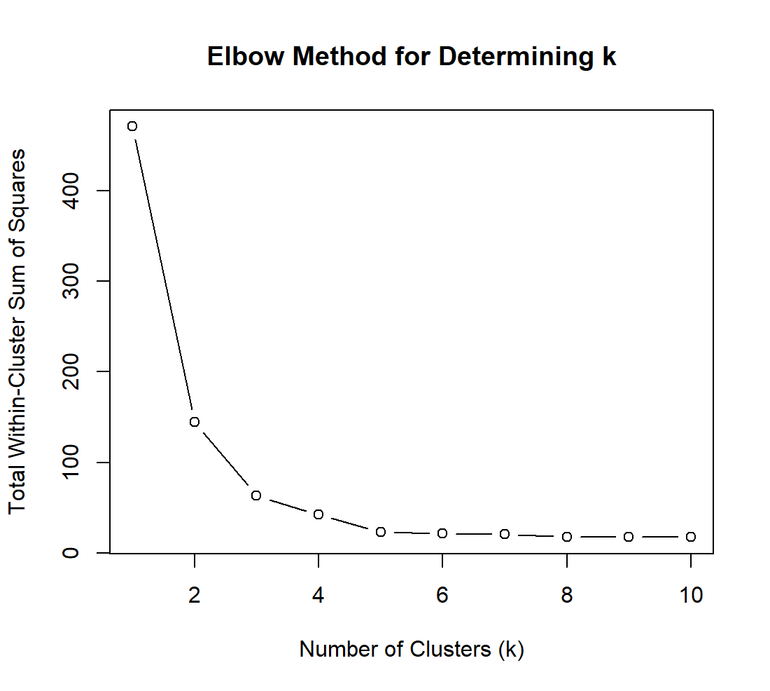 Elbow Method for Determining k
Total Within-Cluster Sum of Squares
400
300
200
100
0
2 4 6 8 10
Number of Clusters (k)